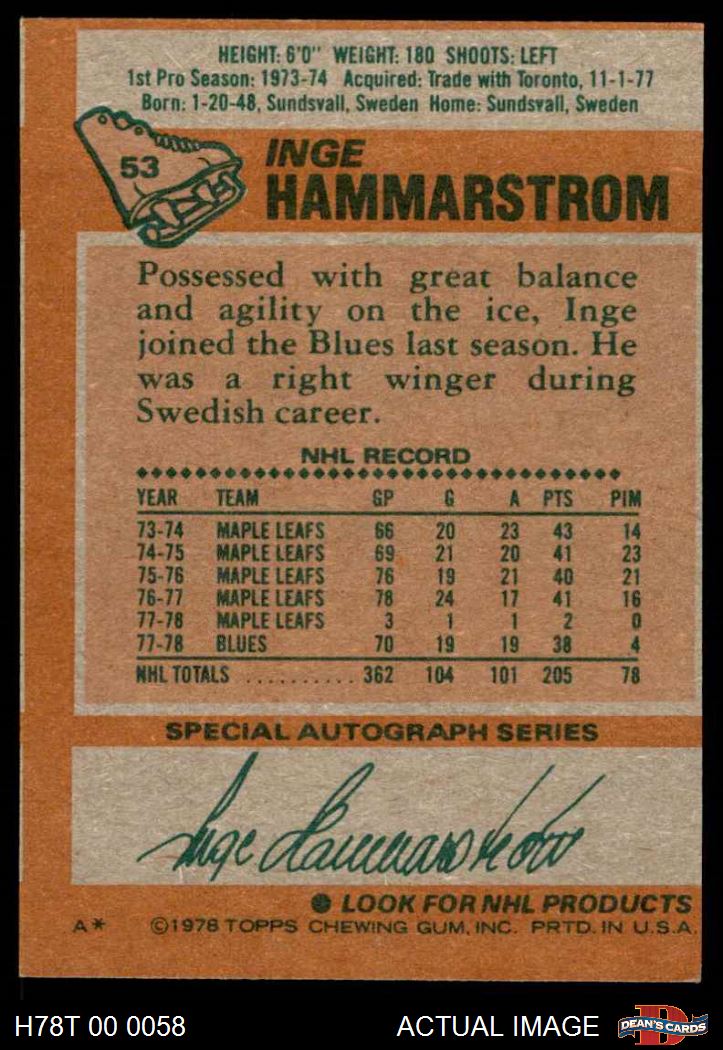 HEIGHT: 6'0" WEIGHT: 180 SHOOTS: LEFT
1st Pro Season: 1973-74 Acquired: Trade with Toronto, 11-1-77
Born: 1-20-48, Sundsvall, Sweden Home: Sundsvall, Sweden
53
INGE
HAMMARSTROM
Possessed with great balance
and agility on the ice, Inge
joined the Blues last season. He
was a right winger during
Swedish career.
NHL RECORD
YEAR TEAM GP G A PTS PIM
73-74 MAPLE LEAFS 66 20 23 43 14
74-75 MAPLE LEAFS 69 21 20 41 23
75-76 MAPLE LEAFS 76 19 21 40 21
76-77 MAPLE LEAFS 78 24 17 41 16
77-78 MAPLE LEAFS 3 1 1 2 0
77-78 BLUES 70 19 19 38 4
NHL TOTALS .......... 362 104 101 205 78
SPECIAL AUTOGRAPH SERIES
Inge Hammarström
● LOOK FOR NHL PRODUCTS
A* ©1978 TOPPS CHEWING GUM, INC. PRTD. IN U.S.A.
H78T 00 0058 ACTUAL IMAGE
D
DEAN'S CARDS